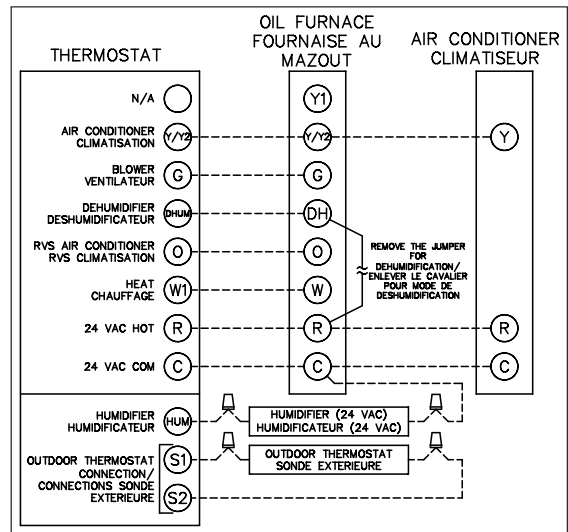 THERMOSTAT
OIL FURNACE
FOURNAISE AU
MAZOUT
AIR CONDITIONER
CLIMATISEUR
N/A
Y1
AIR CONDITIONER
CLIMATISATION
Y/Y2
Y/Y2
Y
BLOWER
VENTILATEUR
G
G
DEHUMIDIFIER
DESHUMIDIFICATEUR
DHUM
DH
RVS AIR CONDITIONER
RVS CLIMATISATION
O
O
REMOVE THE JUMPER
FOR
DEHUMIDIFICATION/
ENLEVER LE CAVALIER
POUR MODE DE
DESHUMIDIFICATION
HEAT
CHAUFFAGE
W1
W
24 VAC HOT
R
R
R
24 VAC COM
C
C
C
HUMIDIFIER
HUMIDIFICATEUR
HUM
HUMIDIFIER (24 VAC)
HUMIDIFICATEUR (24 VAC)
OUTDOOR THERMOSTAT
CONNECTION/
CONNECTIONS SONDE
EXTERIEURE
S1
S2
OUTDOOR THERMOSTAT
SONDE EXTERIEURE